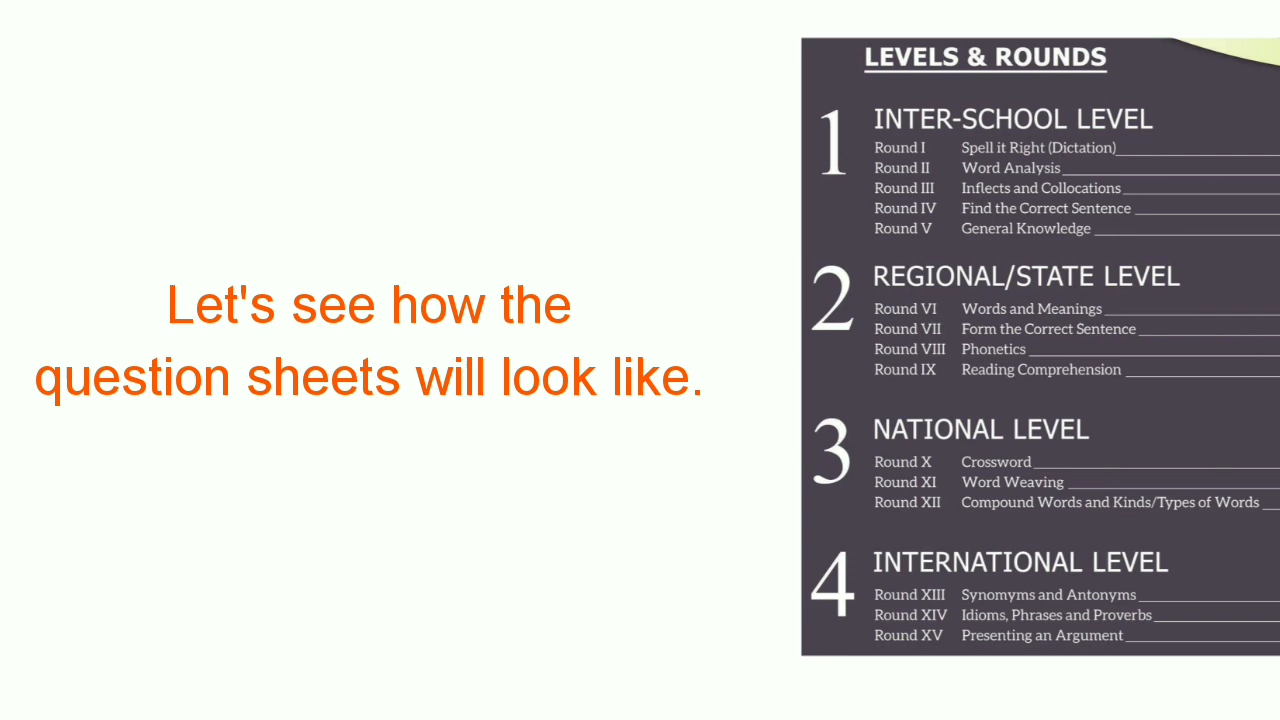 Let's see how the
question sheets will look like.
LEVELS & ROUNDS
1 INTER-SCHOOL LEVEL
Round I Spell it Right (Dictation)
Round II Word Analysis
Round III Inflects and Collocations
Round IV Find the Correct Sentence
Round V General Knowledge
2 REGIONAL/STATE LEVEL
Round VI Words and Meanings
Round VII Form the Correct Sentence
Round VIII Phonetics
Round IX Reading Comprehension
3 NATIONAL LEVEL
Round X Crossword
Round XI Word Weaving
Round XII Compound Words and Kinds/Types of Words
4 INTERNATIONAL LEVEL
Round XIII Synomyms and Antonyms
Round XIV Idioms, Phrases and Proverbs
Round XV Presenting an Argument